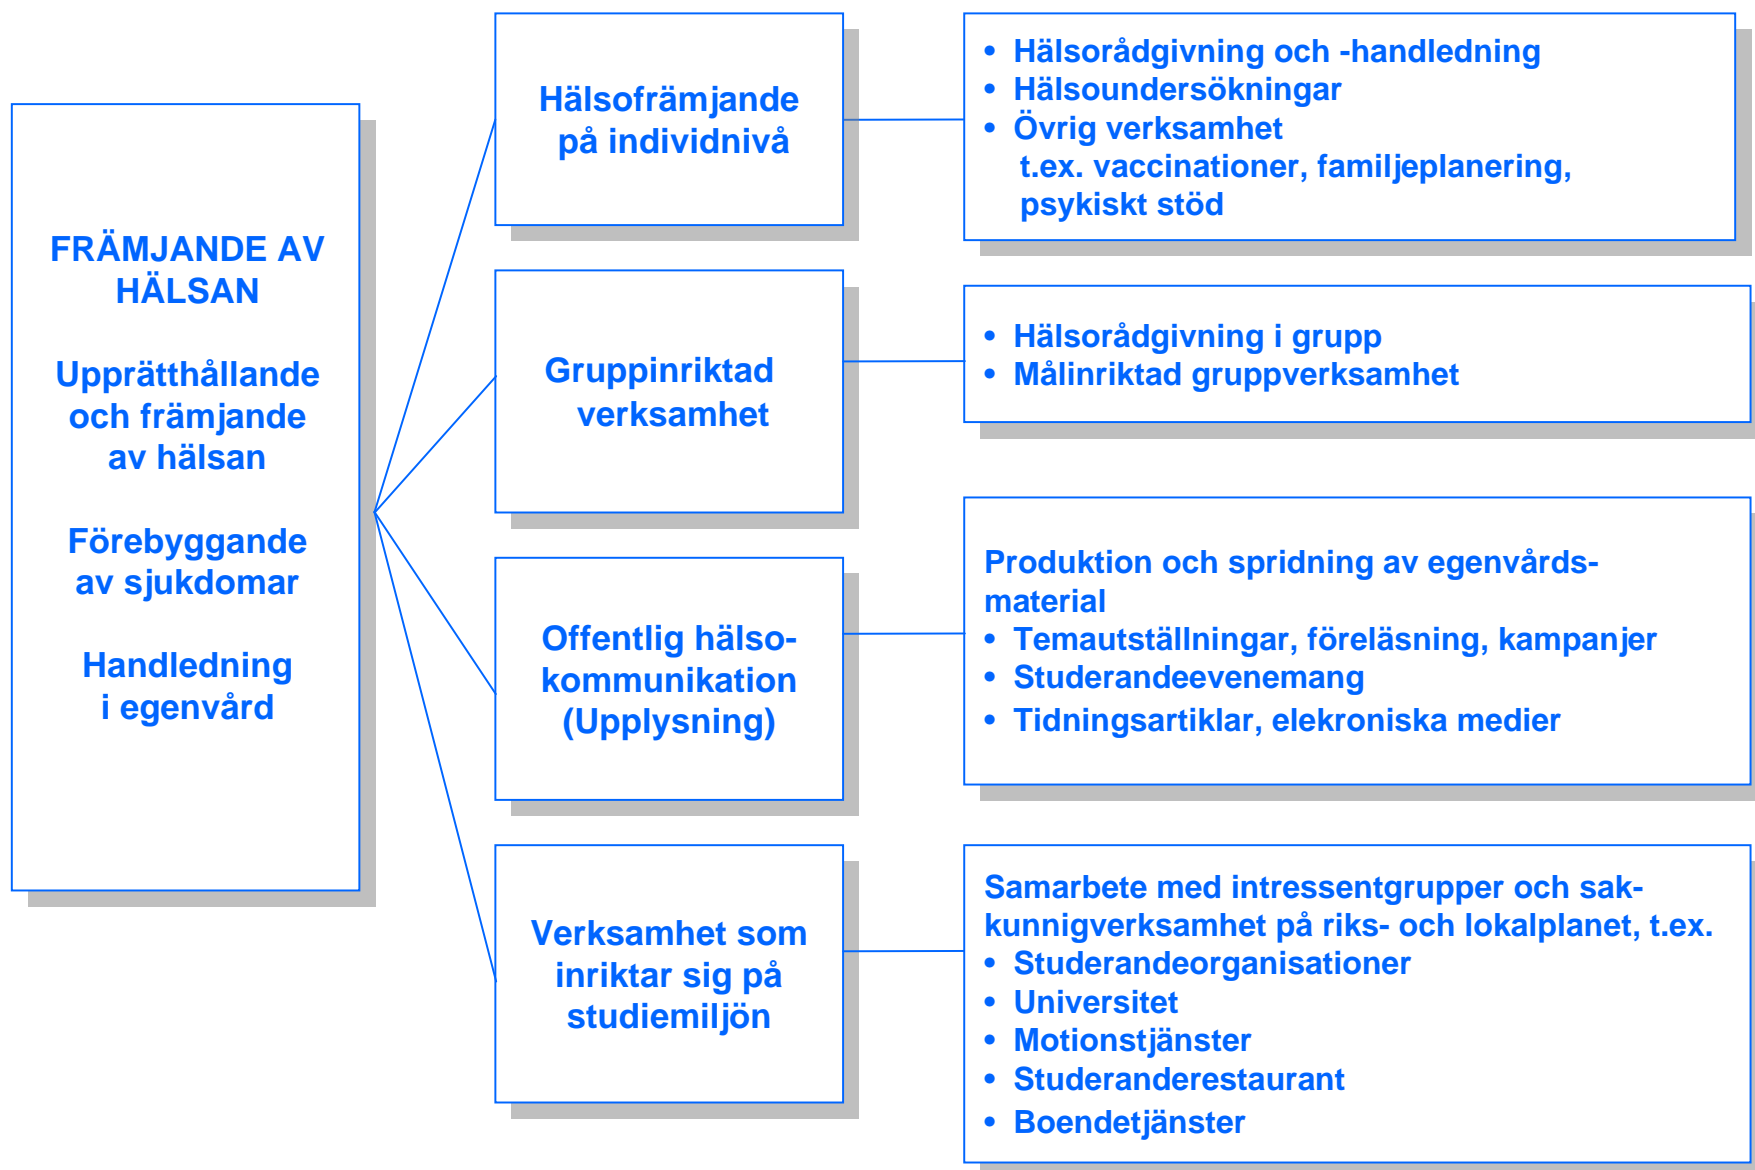 FRÄMJANDE AV
HÄLSAN
Upprätthållande
och främjande
av hälsan
Förebyggande
av sjukdomar
Handledning
i egenvård
Hälsofrämjande
på individnivå
• Hälsorådgivning och -handledning
• Hälsoundersökningar
• Övrig verksamhet
t.ex. vaccinationer, familjeplanering,
psykiskt stöd
Gruppinriktad
verksamhet
• Hälsorådgivning i grupp
• Målinriktad gruppverksamhet
Offentlig hälso-
kommunikation
(Upplysning)
Produktion och spridning av egenvårds-
material
• Temautställningar, föreläsning, kampanjer
• Studerandeevenemang
• Tidningsartiklar, elekroniska medier
Verksamhet som
inriktar sig på
studiemiljön
Samarbete med intressentgrupper och sak-
kunnigverksamhet på riks- och lokalplanet, t.ex.
• Studerandeorganisationer
• Universitet
• Motionstjänster
• Studeranderestaurant
• Boendetjänster